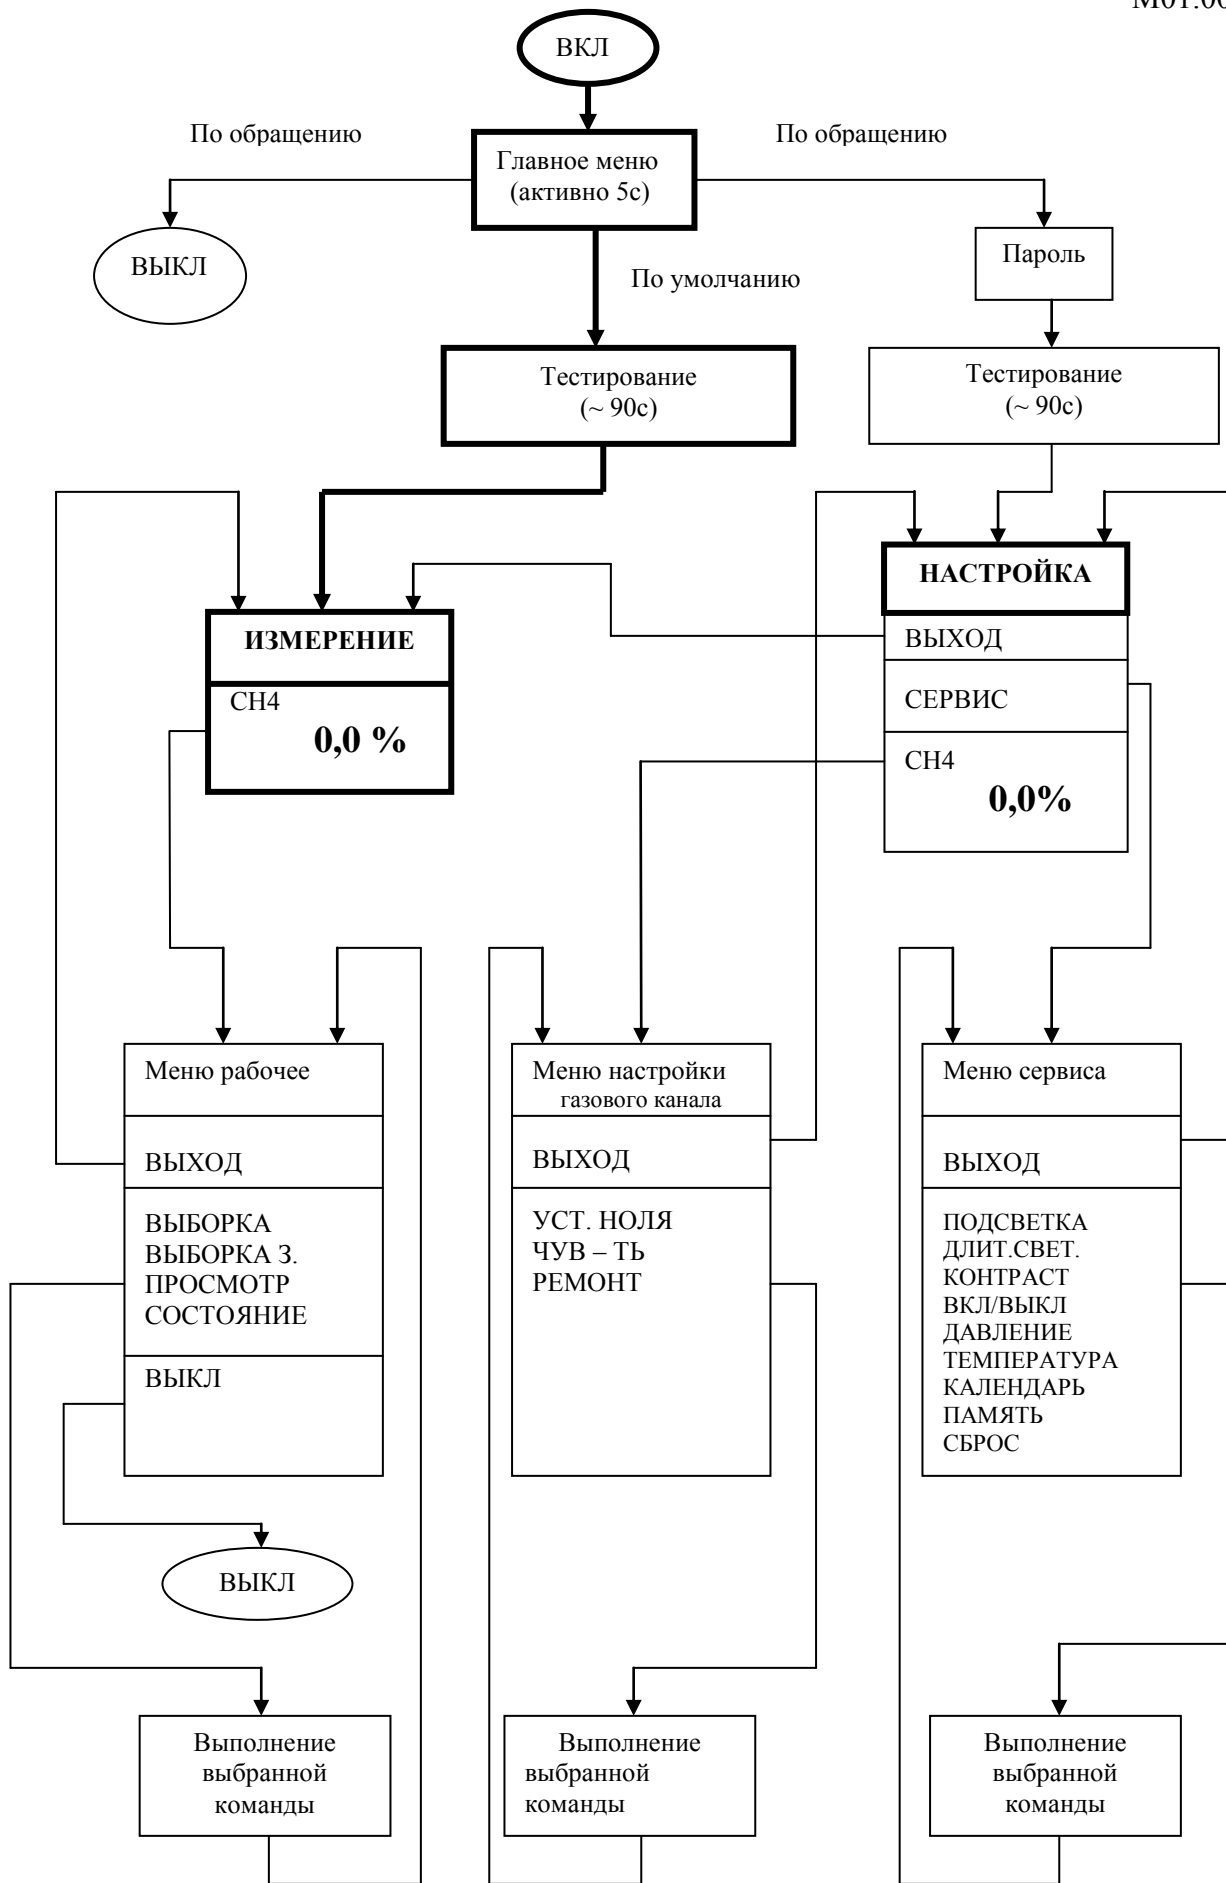 ВКЛ
По обращению
По обращению
Главное меню
(активно 5с)
ВЫКЛ
Пароль
По умолчанию
Тестирование
(~ 90с)
Тестирование
(~ 90с)
НАСТРОЙКА
ВЫХОД
СЕРВИС
СН4
0,0%
ИЗМЕРЕНИЕ
СН4
0,0 %
Меню рабочее
ВЫХОД
ВЫБОРКА
ВЫБОРКА З.
ПРОСМОТР
СОСТОЯНИЕ
ВЫКЛ
Меню настройки
газового канала
ВЫХОД
УСТ. НОЛЯ
ЧУВ – ТЬ
РЕМОНТ
Меню сервиса
ВЫХОД
ПОДСВЕТКА
ДЛИТ.СВЕТ.
КОНТРАСТ
ВКЛ/ВЫКЛ
ДАВЛЕНИЕ
ТЕМПЕРАТУРА
КАЛЕНДАРЬ
ПАМЯТЬ
СБРОС
ВЫКЛ
Выполнение
выбранной
команды
Выполнение
выбранной
команды
Выполнение
выбранной
команды